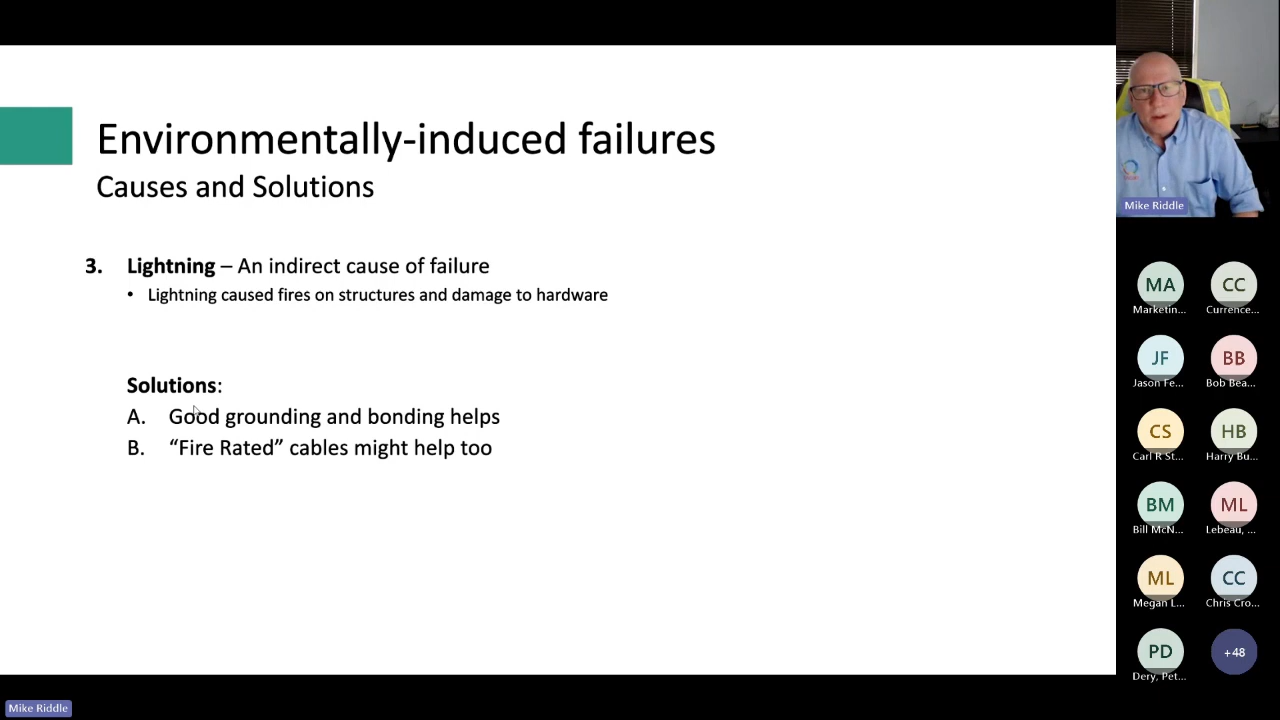 Environmentally-induced failures
Causes and Solutions
3. Lightning – An indirect cause of failure
• Lightning caused fires on structures and damage to hardware
Solutions:
A. Good grounding and bonding helps
B. “Fire Rated” cables might help too
Mike Riddle
MA CC
Marketin... Currence...
JF BB
Jason Fe... Bob Bea...
CS HB
Carl R St... Harry Bu...
BM ML
Bill McN... Lebeau, ...
ML CC
Megan L... Chris Cro...
PD +48
Dery, Pet...
Mike Riddle